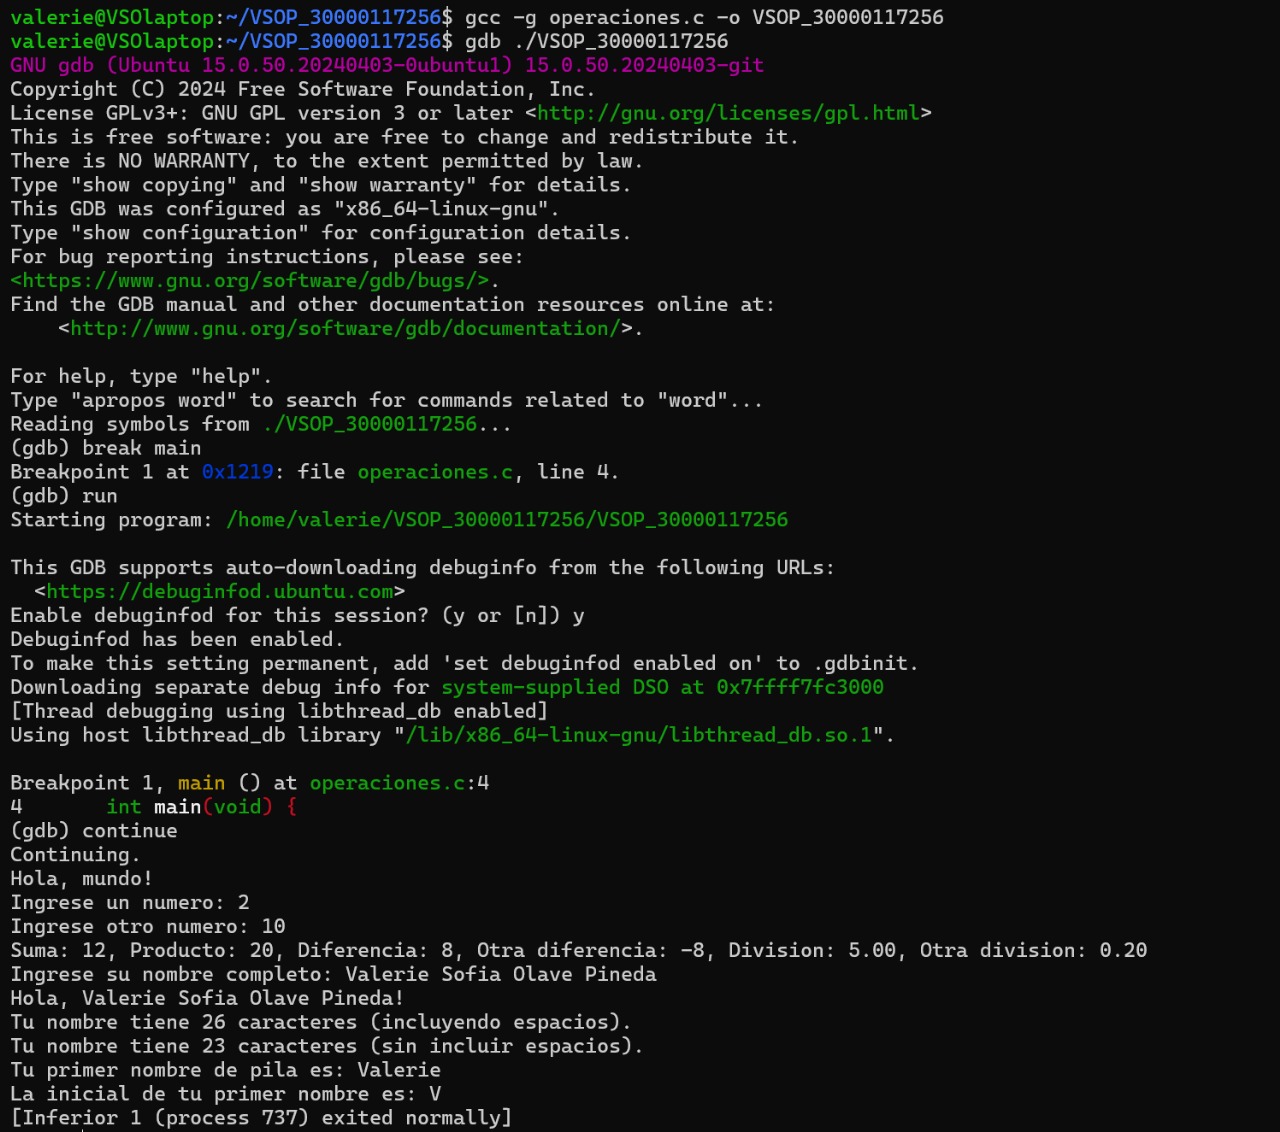 valerie@VSOlaptop:~/VSOP_30000117256$ gcc -g operaciones.c -o VSOP_30000117256
valerie@VSOlaptop:~/VSOP_30000117256$ gdb ./VSOP_30000117256
GNU gdb (Ubuntu 15.0.50.20240403-0ubuntu1) 15.0.50.20240403-git
Copyright (C) 2024 Free Software Foundation, Inc.
License GPLv3+: GNU GPL version 3 or later <http://gnu.org/licenses/gpl.html>
This is free software: you are free to change and redistribute it.
There is NO WARRANTY, to the extent permitted by law.
Type "show copying" and "show warranty" for details.
This GDB was configured as "x86_64-linux-gnu".
Type "show configuration" for configuration details.
For bug reporting instructions, please see:
<https://www.gnu.org/software/gdb/bugs/>.
Find the GDB manual and other documentation resources online at:
    <http://www.gnu.org/software/gdb/documentation/>.

For help, type "help".
Type "apropos word" to search for commands related to "word"...
Reading symbols from ./VSOP_30000117256...
(gdb) break main
Breakpoint 1 at 0x1219: file operaciones.c, line 4.
(gdb) run
Starting program: /home/valerie/VSOP_30000117256/VSOP_30000117256

This GDB supports auto-downloading debuginfo from the following URLs:
  <https://debuginfod.ubuntu.com>
Enable debuginfod for this session? (y or [n]) y
Debuginfod has been enabled.
To make this setting permanent, add 'set debuginfod enabled on' to .gdbinit.
Downloading separate debug info for system-supplied DSO at 0x7ffff7fc3000
[Thread debugging using libthread_db enabled]
Using host libthread_db library "/lib/x86_64-linux-gnu/libthread_db.so.1".

Breakpoint 1, main () at operaciones.c:4
4       int main(void) {
(gdb) continue
Continuing.
Hola, mundo!
Ingrese un numero: 2
Ingrese otro numero: 10
Suma: 12, Producto: 20, Diferencia: 8, Otra diferencia: -8, Division: 5.00, Otra division: 0.20
Ingrese su nombre completo: Valerie Sofia Olave Pineda
Hola, Valerie Sofia Olave Pineda!
Tu nombre tiene 26 caracteres (incluyendo espacios).
Tu nombre tiene 23 caracteres (sin incluir espacios).
Tu primer nombre de pila es: Valerie
La inicial de tu primer nombre es: V
[Inferior 1 (process 737) exited normally]